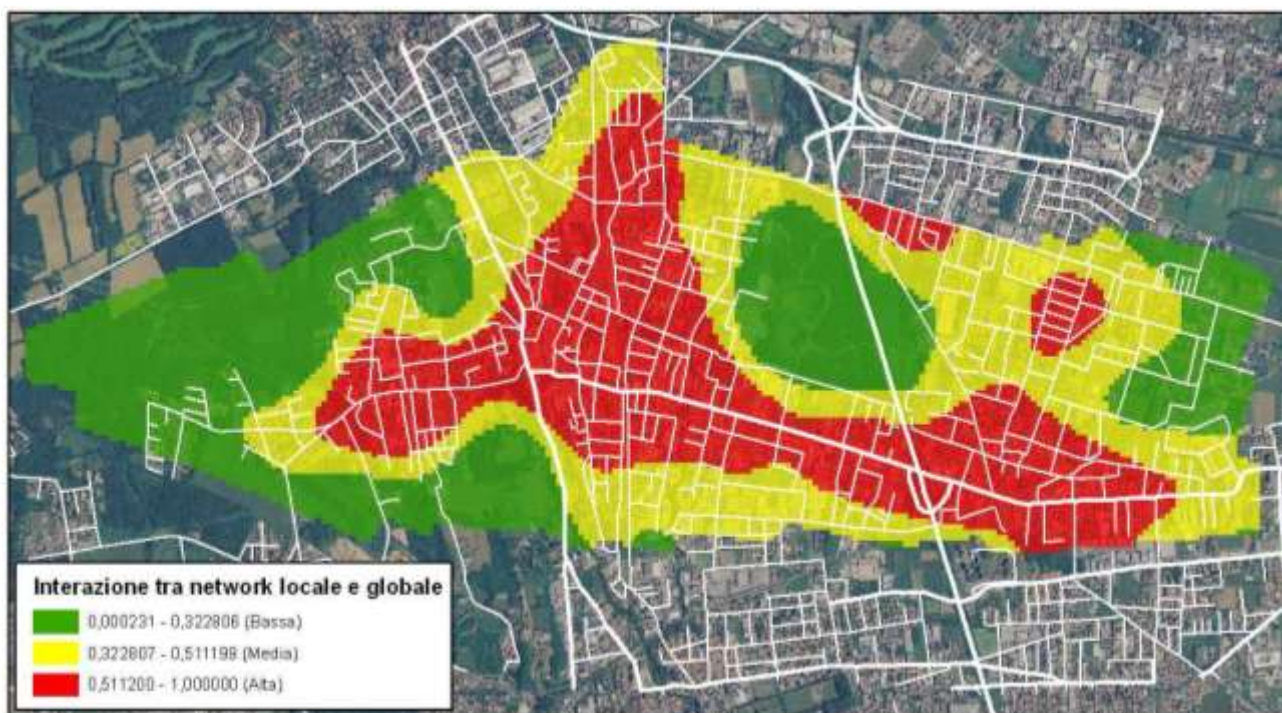 Interazione tra network locale e globale
0,000231 - 0,322806 (Bassa)
0,322807 - 0,511199 (Media)
0,511200 - 1,000000 (Alta)